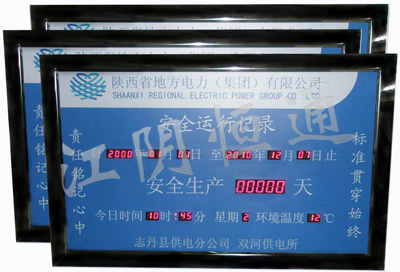 陕西省地方电力（集团）有限公司
SHAANXI REGIONAL ELECTRIC POWER GROUP CO., LTD.
安全运行记录
自 2000年01月01日至 2010年12月07日止
安全生产 00000 天
今日时间10时45分 星期2 环境温度12℃
志丹县供电分公司 双河供电所
责任铭记心中
标准贯穿始终
江阴恒通